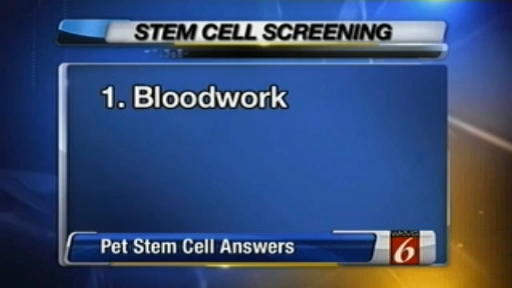 STEM CELL SCREENING
1. Bloodwork
Pet Stem Cell Answers
6